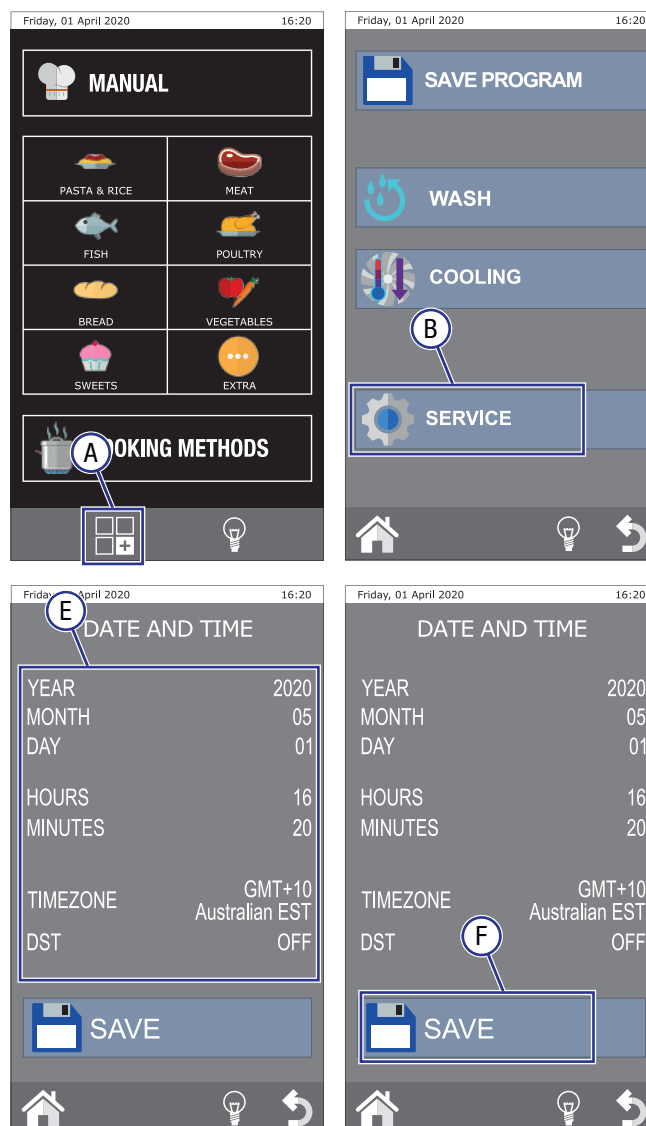 Friday, 01 April 2020 16:20
MANUAL
PASTA & RICE MEAT
FISH POULTRY
BREAD VEGETABLES
SWEETS EXTRA
A OKING METHODS
Friday, 01 April 2020 16:20
SAVE PROGRAM
WASH
COOLING
B
SERVICE
Friday April 2020 16:20
E
DATE AND TIME
YEAR 2020
MONTH 05
DAY 01
HOURS 16
MINUTES 20
GMT+10
TIMEZONE
Australian EST
DST OFF
SAVE
Friday, 01 April 2020 16:20
DATE AND TIME
YEAR 2020
MONTH 05
DAY 01
HOURS 16
MINUTES 20
GMT+10
TIMEZONE
Australian EST
DST F OFF
SAVE